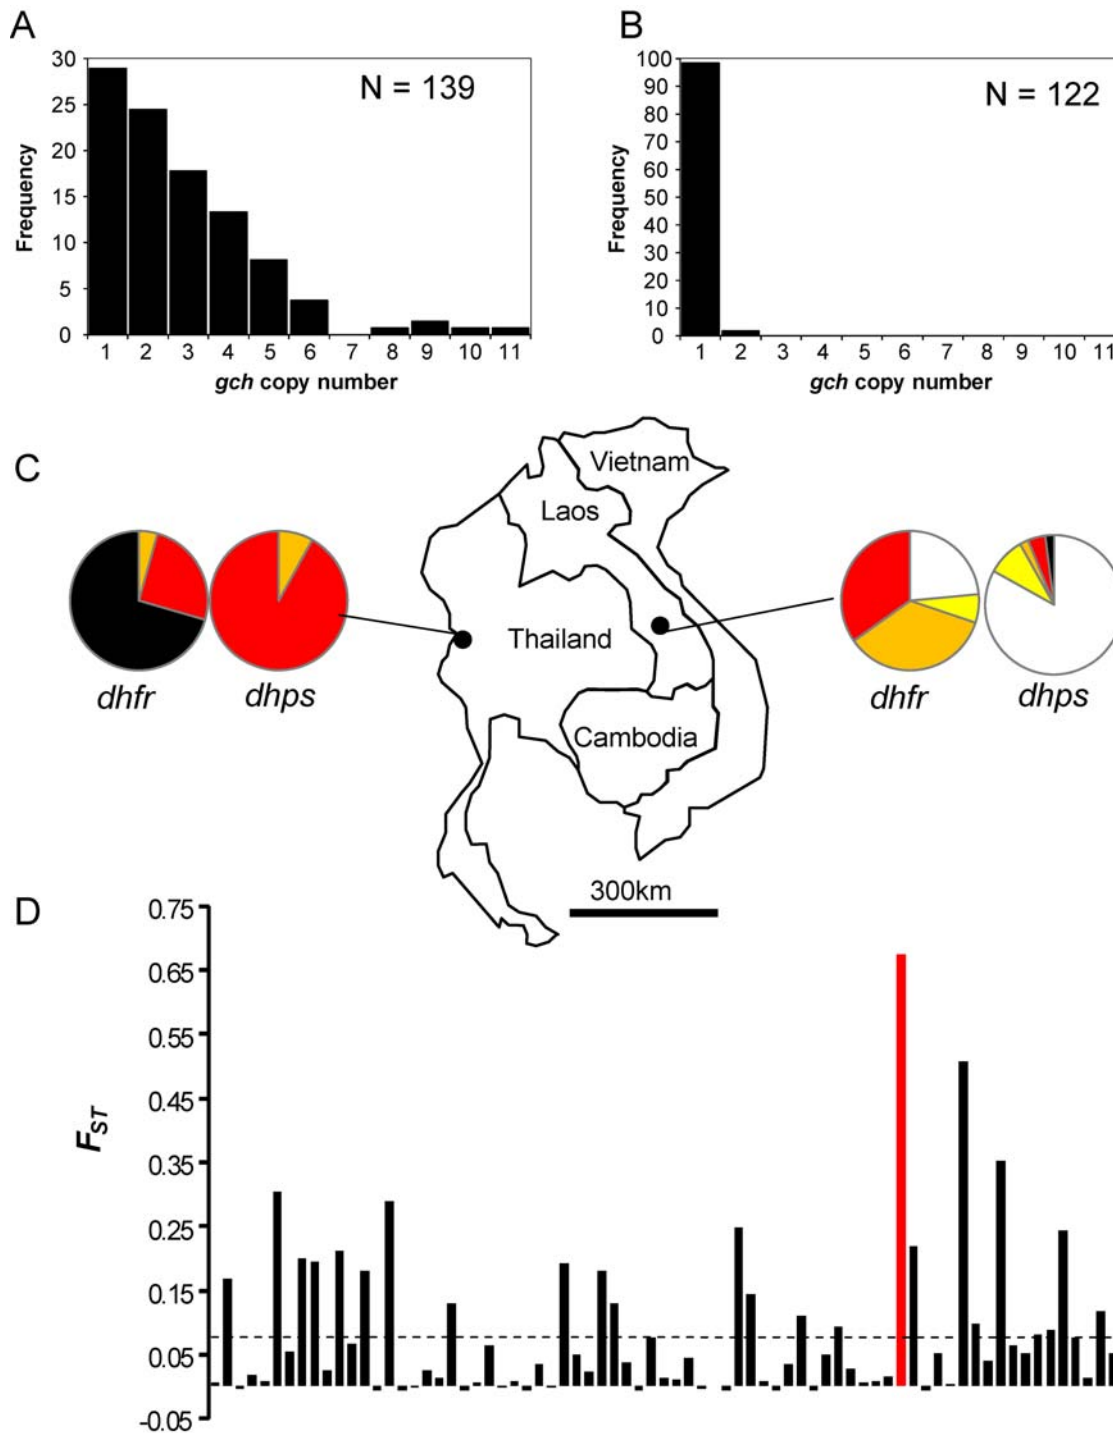 A
B
N = 139
N = 122
Frequency
30
25
20
15
10
5
0
1 2 3 4 5 6 7 8 9 10 11
gch copy number
Frequency
100
90
80
70
60
50
40
30
20
10
0
1 2 3 4 5 6 7 8 9 10 11
gch copy number
C
Vietnam
Laos
Thailand
Cambodia
dhfr
dhps
dhfr
dhps
300km
D
F_ST
0.75
0.65
0.55
0.45
0.35
0.25
0.15
0.05
-0.05